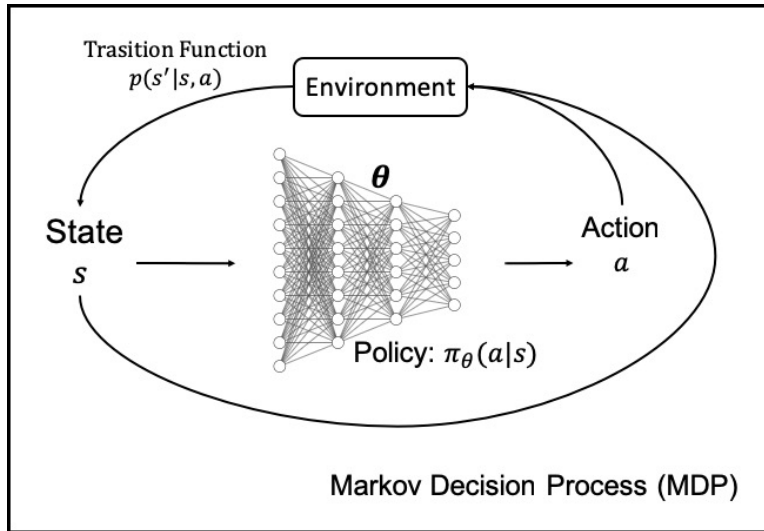 Trasition Function
p(s′|s, a)
Environment
θ
State
s
Action
a
Policy: π_θ(a|s)
Markov Decision Process (MDP)